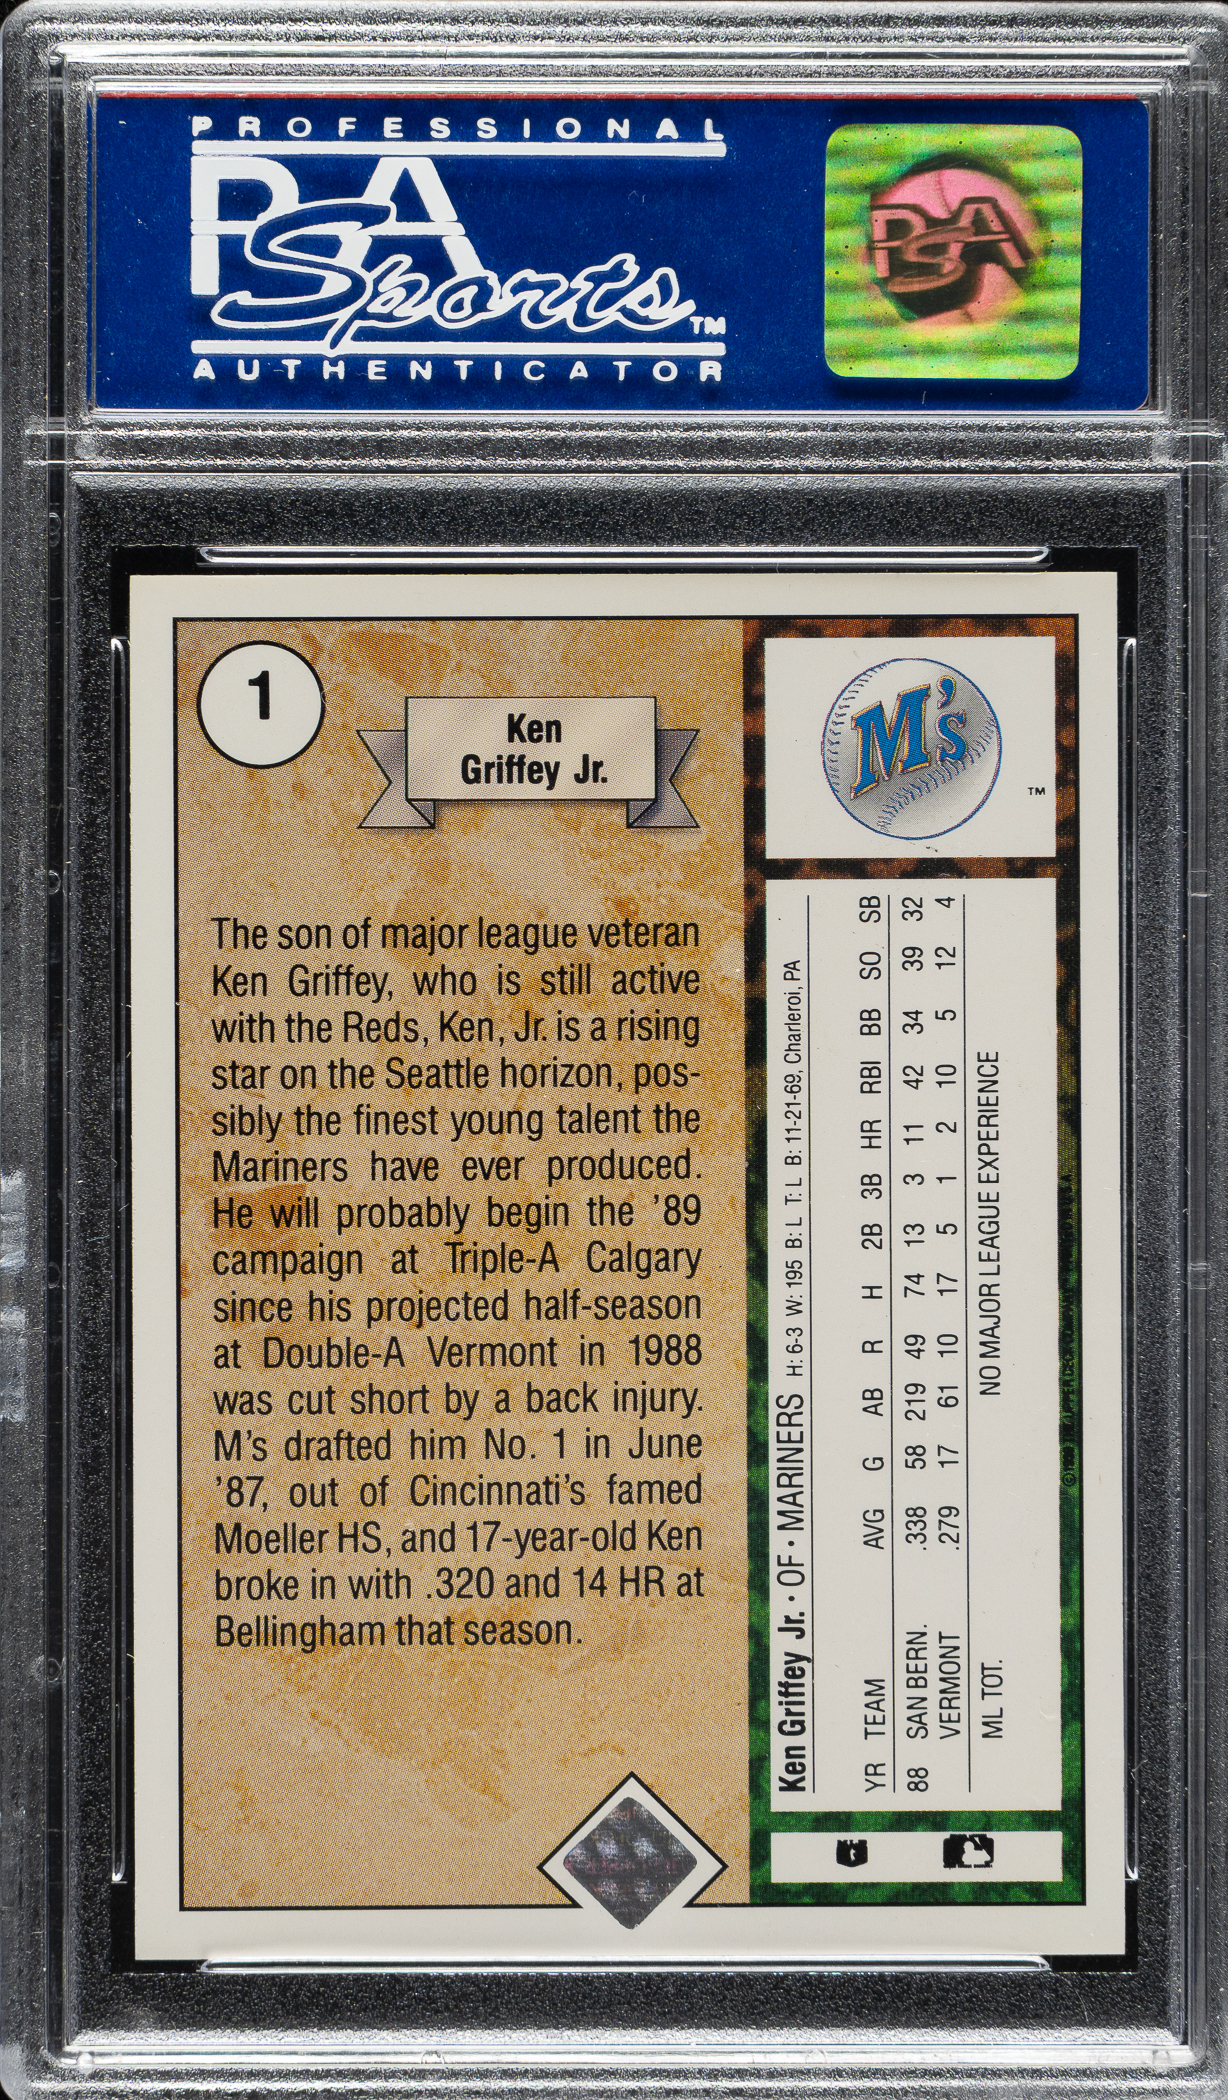 PROFESSIONAL
PSA
Sports™
AUTHENTICATOR
PSA
1
Ken
Griffey Jr.
M's
TM
The son of major league veteran
Ken Griffey, who is still active
with the Reds, Ken, Jr. is a rising
star on the Seattle horizon, pos-
sibly the finest young talent the
Mariners have ever produced.
He will probably begin the '89
campaign at Triple-A Calgary
since his projected half-season
at Double-A Vermont in 1988
was cut short by a back injury.
M's drafted him No. 1 in June
'87, out of Cincinnati's famed
Moeller HS, and 17-year-old Ken
broke in with .320 and 14 HR at
Bellingham that season.
Ken Griffey Jr. • OF • MARINERS H: 6-3 W: 195 B: L T: L B: 11-21-69, Charleroi, PA
YR TEAM AVG G AB R H 2B 3B HR RBI BB SO SB
88 SAN BERN. .338 58 219 49 74 13 3 11 42 34 39 32
VERMONT .279 17 61 10 17 5 1 2 10 5 12 4
ML TOT. NO MAJOR LEAGUE EXPERIENCE